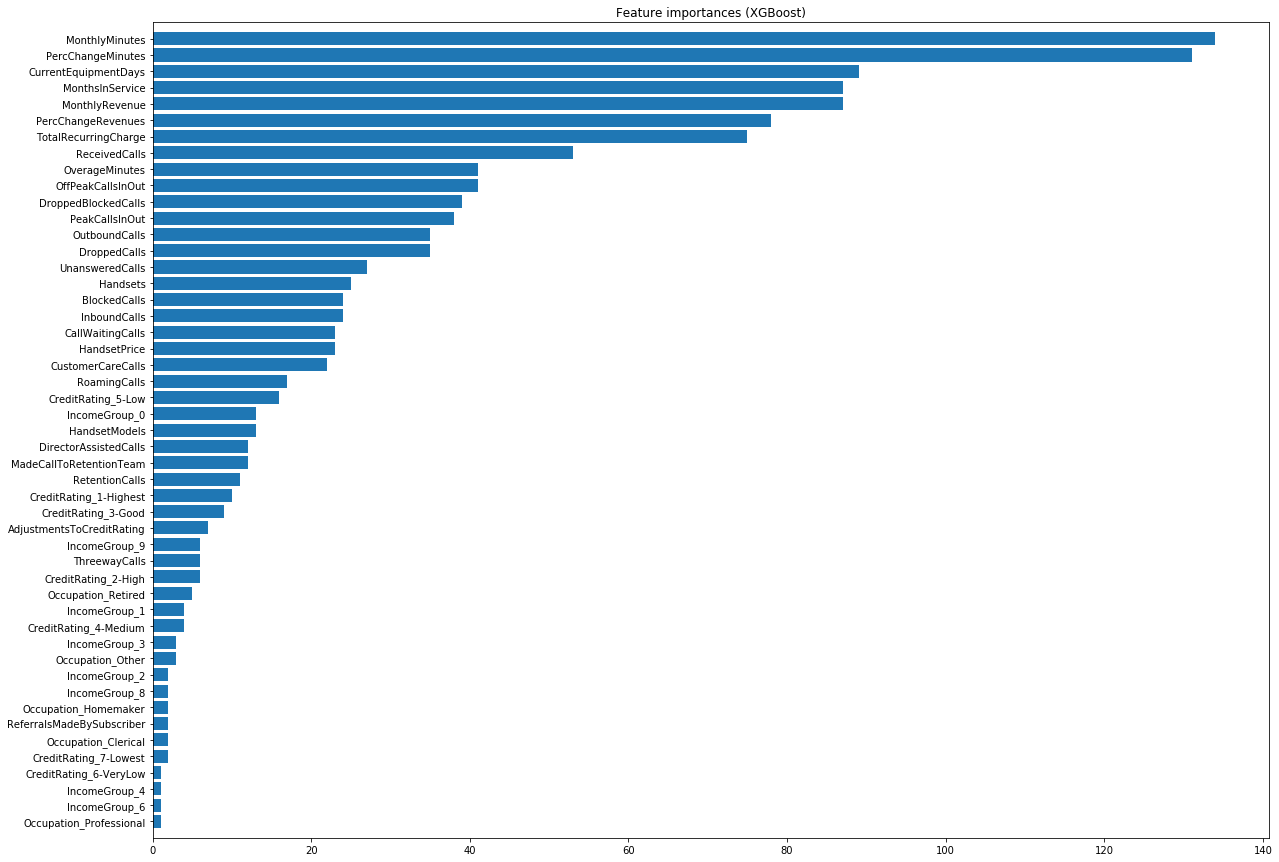 Feature importances (XGBoost)
MonthlyMinutes
PercChangeMinutes
CurrentEquipmentDays
MonthsInService
MonthlyRevenue
PercChangeRevenues
TotalRecurringCharge
ReceivedCalls
OverageMinutes
OffPeakCallsInOut
DroppedBlockedCalls
PeakCallsInOut
OutboundCalls
DroppedCalls
UnansweredCalls
Handsets
BlockedCalls
InboundCalls
CallWaitingCalls
HandsetPrice
CustomerCareCalls
RoamingCalls
CreditRating_5-Low
IncomeGroup_0
HandsetModels
DirectorAssistedCalls
MadeCallToRetentionTeam
RetentionCalls
CreditRating_1-Highest
CreditRating_3-Good
AdjustmentsToCreditRating
IncomeGroup_9
ThreewayCalls
CreditRating_2-High
Occupation_Retired
IncomeGroup_1
CreditRating_4-Medium
IncomeGroup_3
Occupation_Other
IncomeGroup_2
IncomeGroup_8
Occupation_Homemaker
ReferralsMadeBySubscriber
Occupation_Clerical
CreditRating_7-Lowest
CreditRating_6-VeryLow
IncomeGroup_4
IncomeGroup_6
Occupation_Professional
0 20 40 60 80 100 120 140